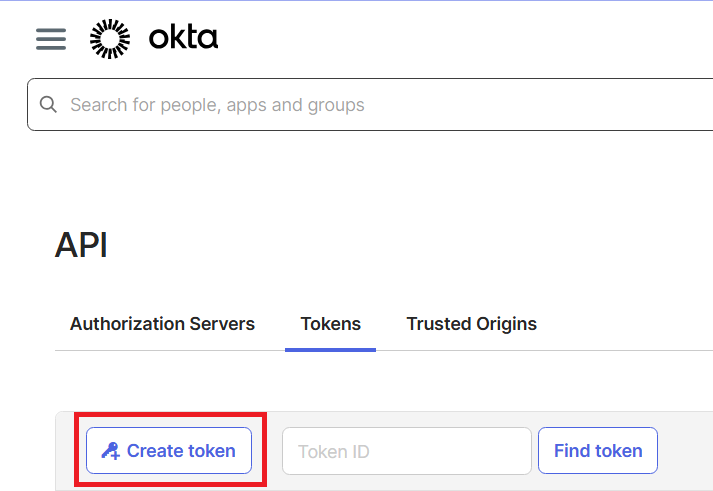 okta
Search for people, apps and groups
API
Authorization Servers Tokens Trusted Origins
Create token Token ID Find token